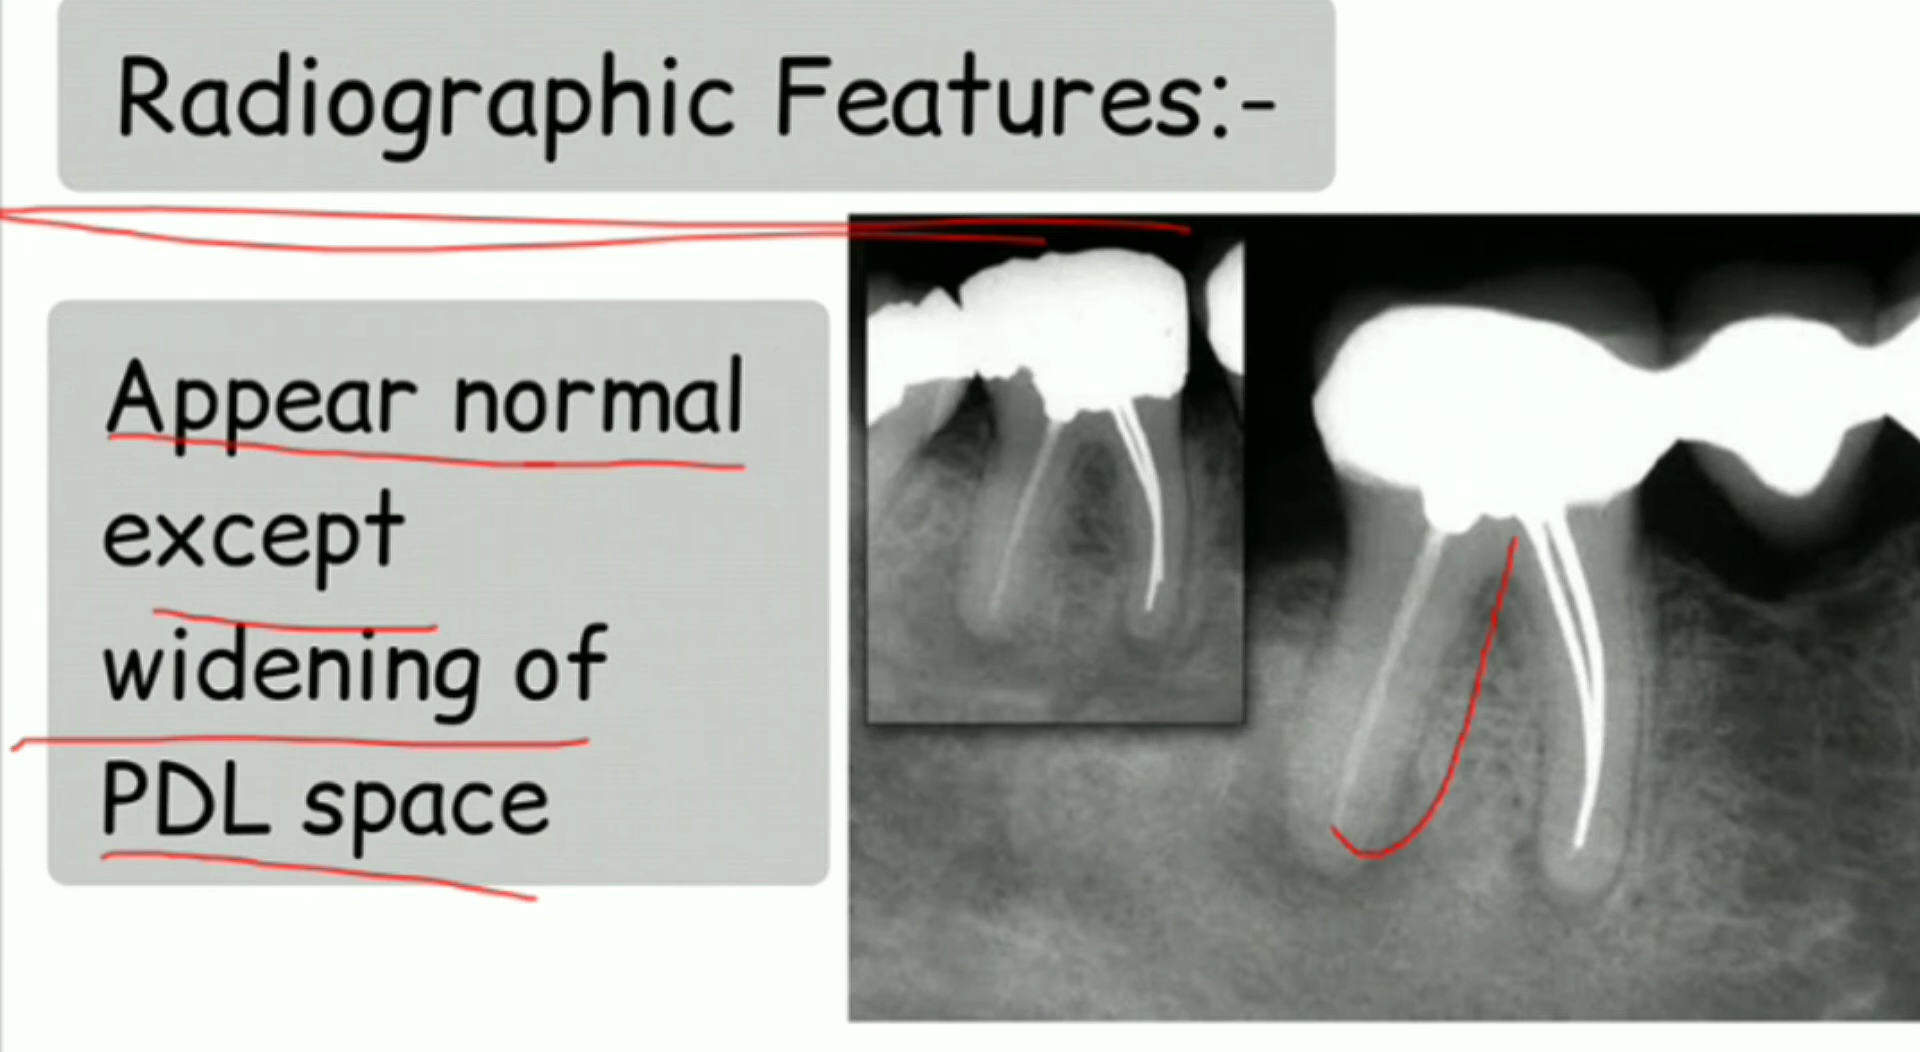 Radiographic Features:-
Appear normal
except
widening of
PDL space